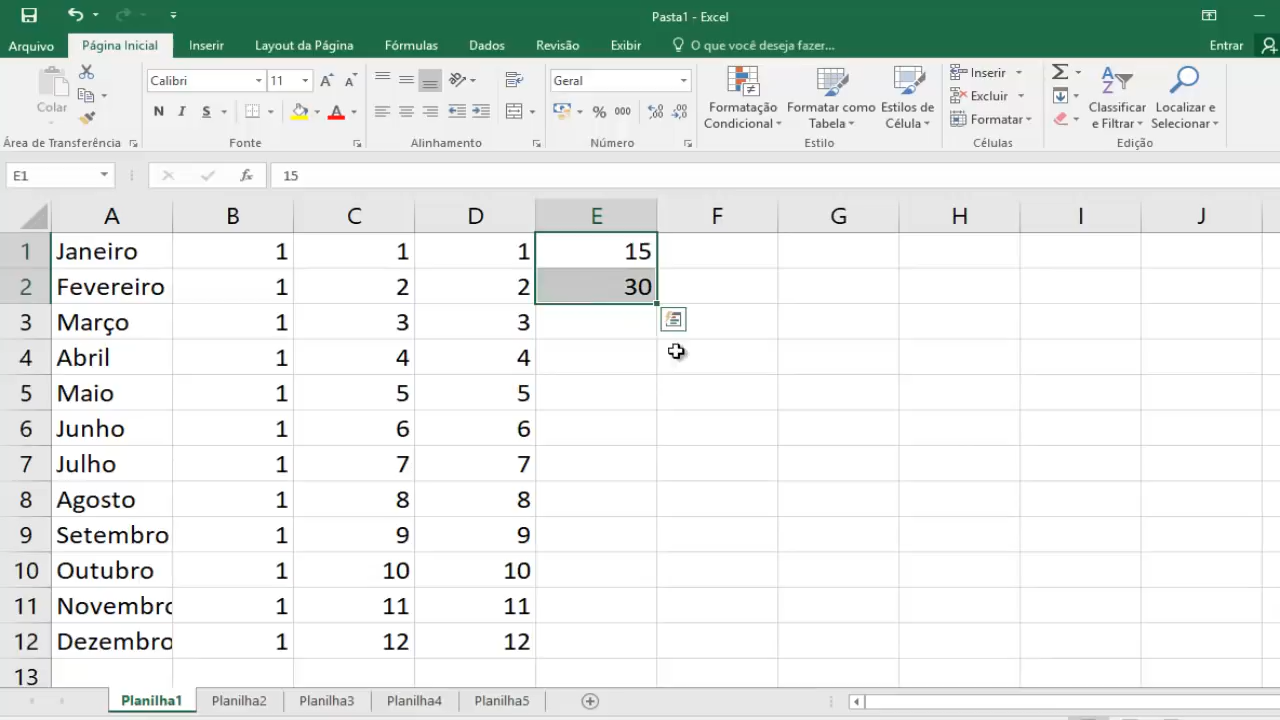 Pasta1 - Excel
Arquivo Página Inicial Inserir Layout da Página Fórmulas Dados Revisão Exibir O que você deseja fazer... Entrar
Colar
Calibri 11
N I S
Geral
% 000
Formatação Condicional
Formatar como Tabela
Estilos de Célula
Inserir
Excluir
Formatar
Classificar e Filtrar
Localizar e Selecionar
Área de Transferência Fonte Alinhamento Número Estilo Células Edição
E1 fx 15
A B C D E F G H I J
1 Janeiro 1 1 1 15
2 Fevereiro 1 2 2 30
3 Março 1 3 3
4 Abril 1 4 4
5 Maio 1 5 5
6 Junho 1 6 6
7 Julho 1 7 7
8 Agosto 1 8 8
9 Setembro 1 9 9
10 Outubro 1 10 10
11 Novembro 1 11 11
12 Dezembro 1 12 12
13
Planilha1 Planilha2 Planilha3 Planilha4 Planilha5